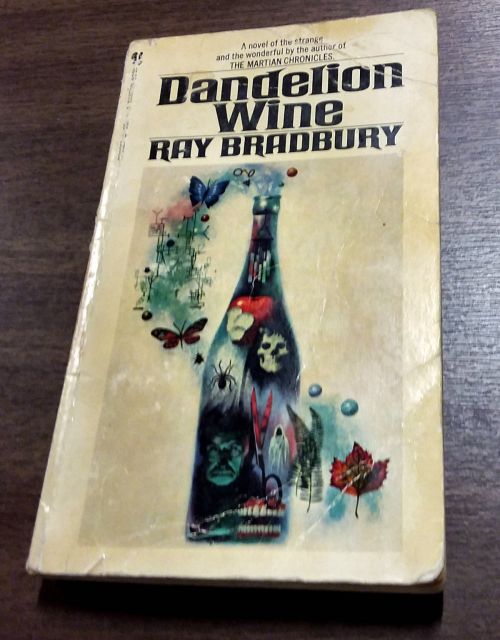 A novel of the strange
and the wonderful by the author of
THE MARTIAN CHRONICLES.
Dandelion
Wine
RAY BRADBURY